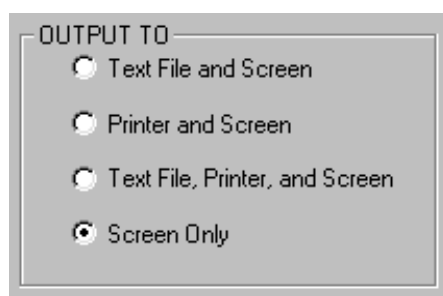 OUTPUT TO
Text File and Screen
Printer and Screen
Text File, Printer, and Screen
Screen Only